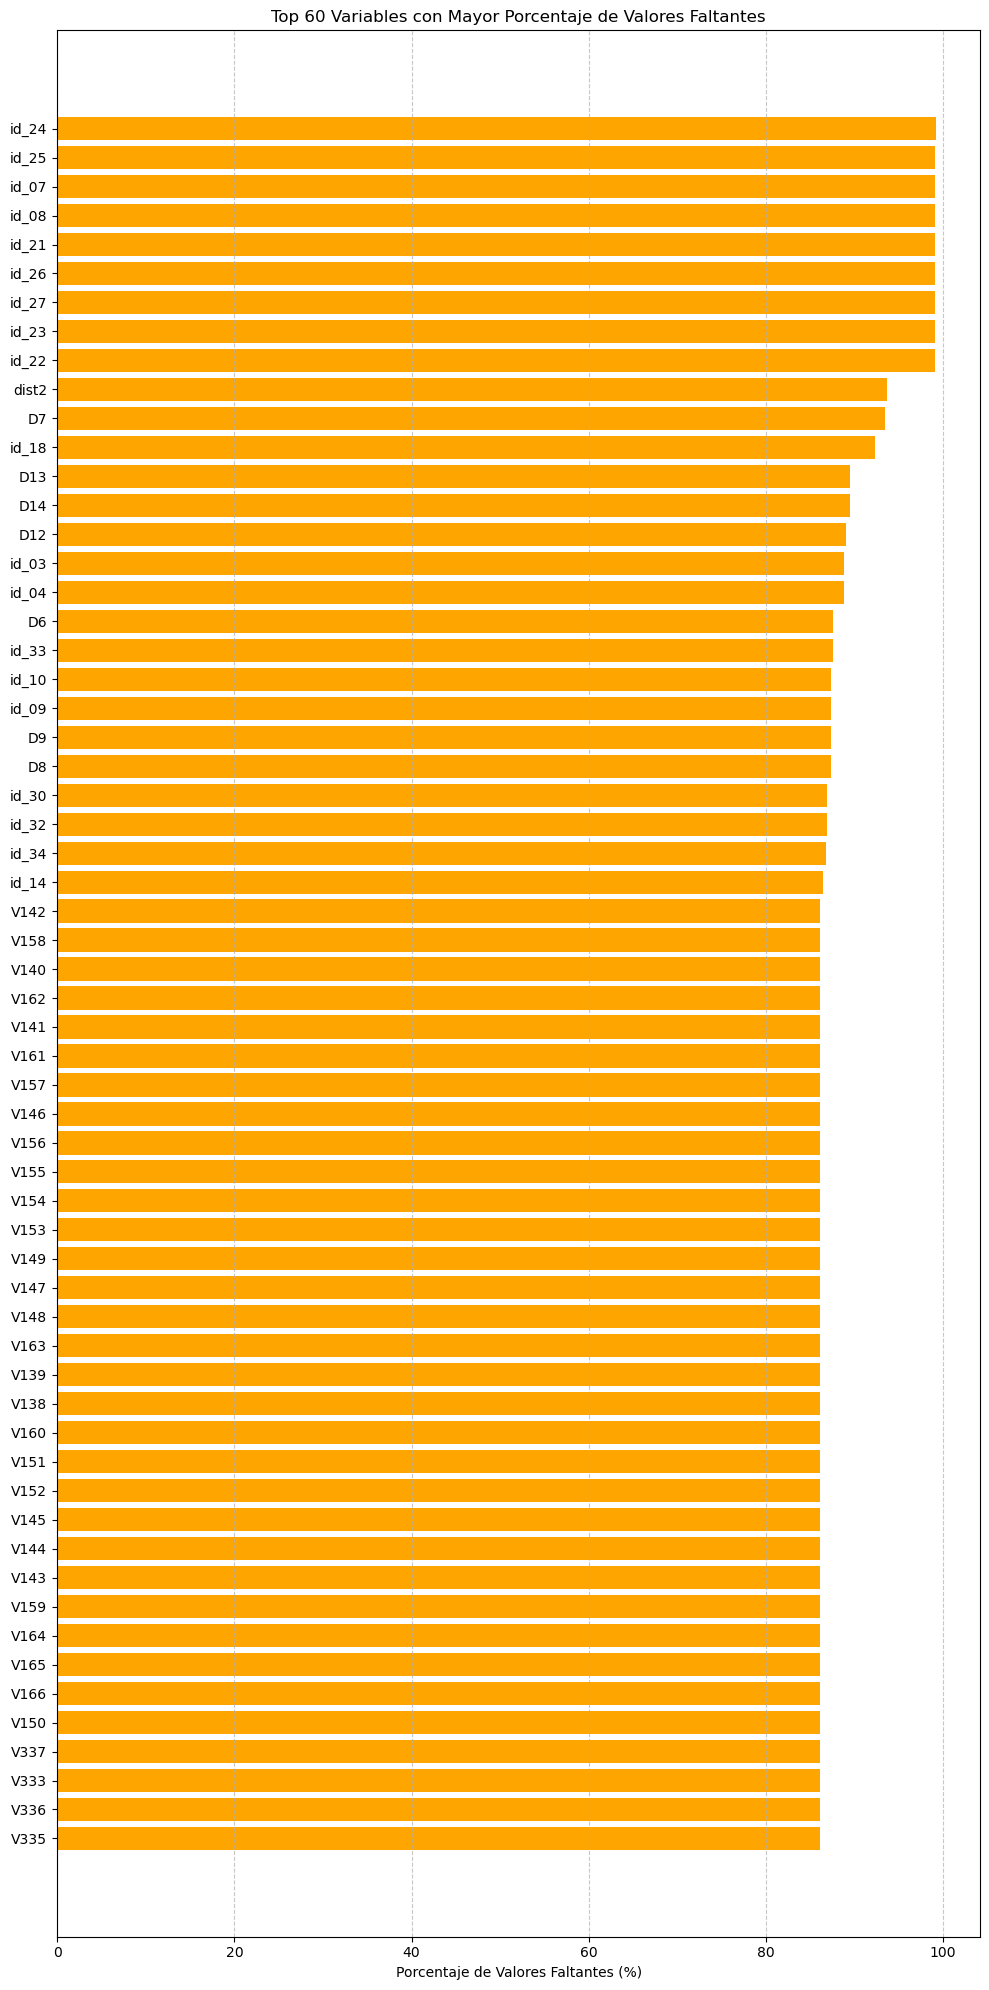 Top 60 Variables con Mayor Porcentaje de Valores Faltantes
id_24
id_25
id_07
id_08
id_21
id_26
id_27
id_23
id_22
dist2
D7
id_18
D13
D14
D12
id_03
id_04
D6
id_33
id_10
id_09
D9
D8
id_30
id_32
id_34
id_14
V142
V158
V140
V162
V141
V161
V157
V146
V156
V155
V154
V153
V149
V147
V148
V163
V139
V138
V160
V151
V152
V145
V144
V143
V159
V164
V165
V166
V150
V337
V333
V336
V335
0 20 40 60 80 100
Porcentaje de Valores Faltantes (%)